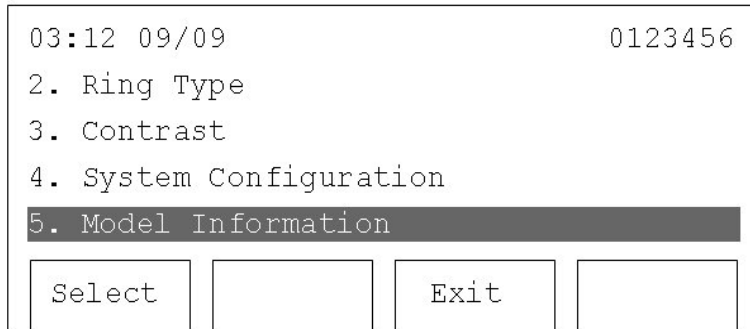 03:12 09/09 0123456
2. Ring Type
3. Contrast
4. System Configuration
5. Model Information
Select Exit